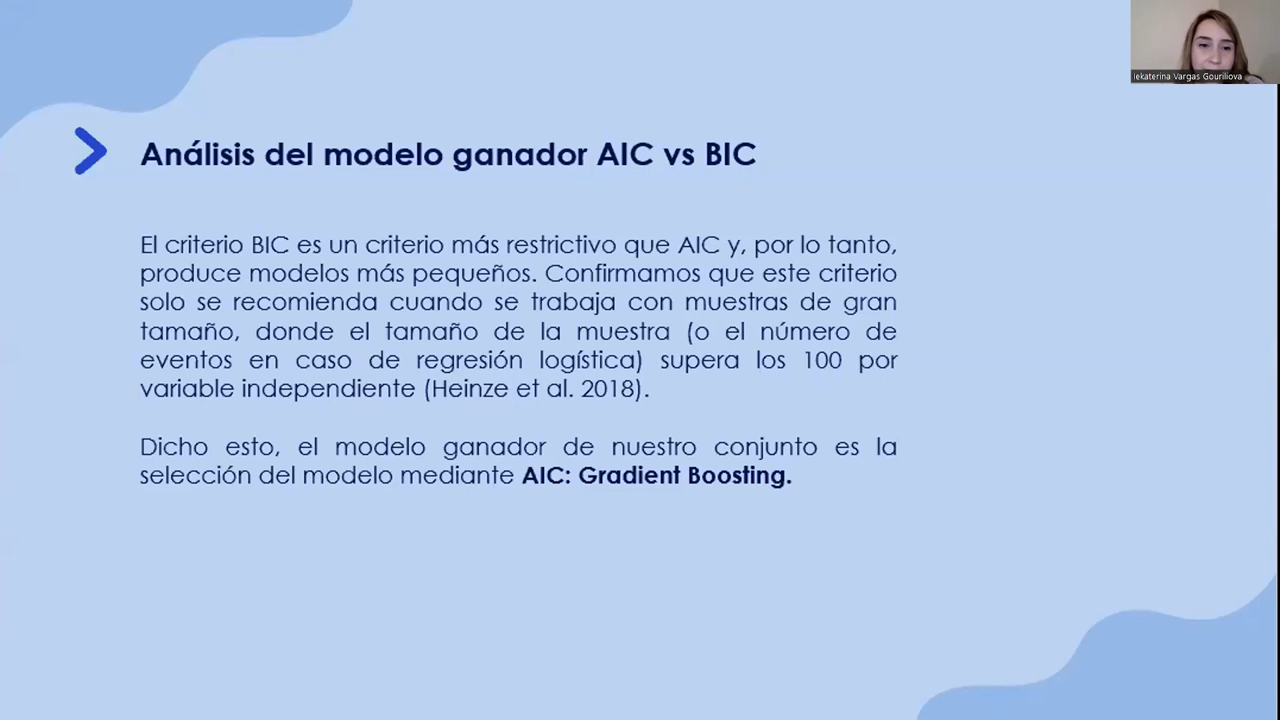 Iekaterina Vargas Gouriliova
Análisis del modelo ganador AIC vs BIC
El criterio BIC es un criterio más restrictivo que AIC y, por lo tanto,
produce modelos más pequeños. Confirmamos que este criterio
solo se recomienda cuando se trabaja con muestras de gran
tamaño, donde el tamaño de la muestra (o el número de
eventos en caso de regresión logística) supera los 100 por
variable independiente (Heinze et al. 2018).
Dicho esto, el modelo ganador de nuestro conjunto es la
selección del modelo mediante AIC: Gradient Boosting.